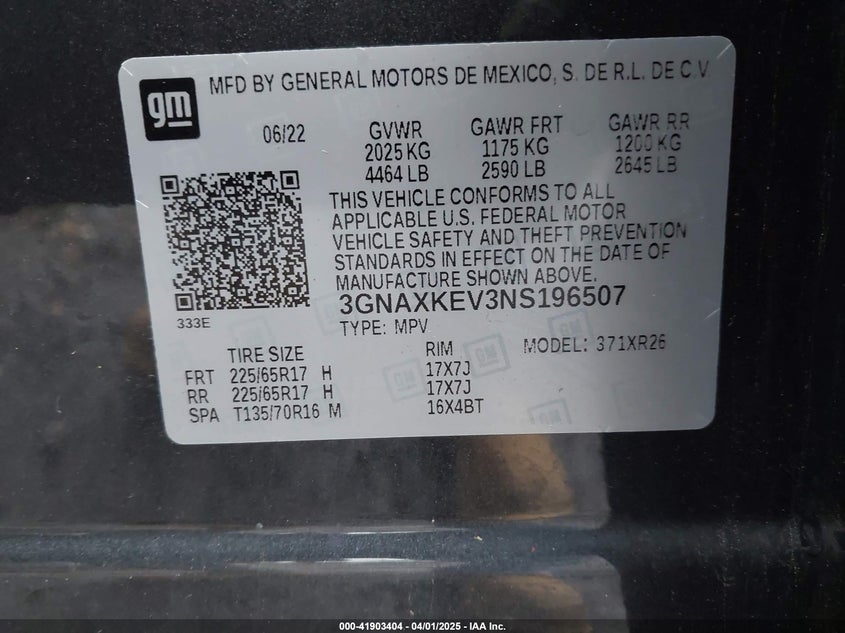 gm
MFD BY GENERAL MOTORS DE MEXICO, S. DE R.L. DE C.V
06/22 GVWR GAWR FRT GAWR RR
2025 KG 1175 KG 1200 KG
4464 LB 2590 LB 2645 LB
THIS VEHICLE CONFORMS TO ALL
APPLICABLE U.S. FEDERAL MOTOR
VEHICLE SAFETY AND THEFT PREVENTION
STANDARDS IN EFFECT ON THE DATE OF
MANUFACTURE SHOWN ABOVE.
3GNAXKEV3NS196507
333E
TYPE: MPV
MODEL: 371XR26
TIRE SIZE RIM
FRT 225/65R17 H 17X7J
RR 225/65R17 H 17X7J
SPA T135/70R16 M 16X4BT
000-41903404 - 04/01/2025 - IAA Inc.